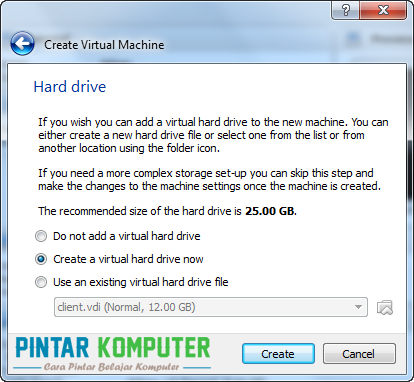 ?
Create Virtual Machine
Hard drive
If you wish you can add a virtual hard drive to the new machine. You can
either create a new hard drive file or select one from the list or from
another location using the folder icon.
If you need a more complex storage set-up you can skip this step and
make the changes to the machine settings once the machine is created.
The recommended size of the hard drive is 25.00 GB.
Do not add a virtual hard drive
Create a virtual hard drive now
Use an existing virtual hard drive file
client.vdi (Normal, 12.00 GB)
PINTAR KOMPUTER
Cara Pintar Belajar Komputer
Create
Cancel